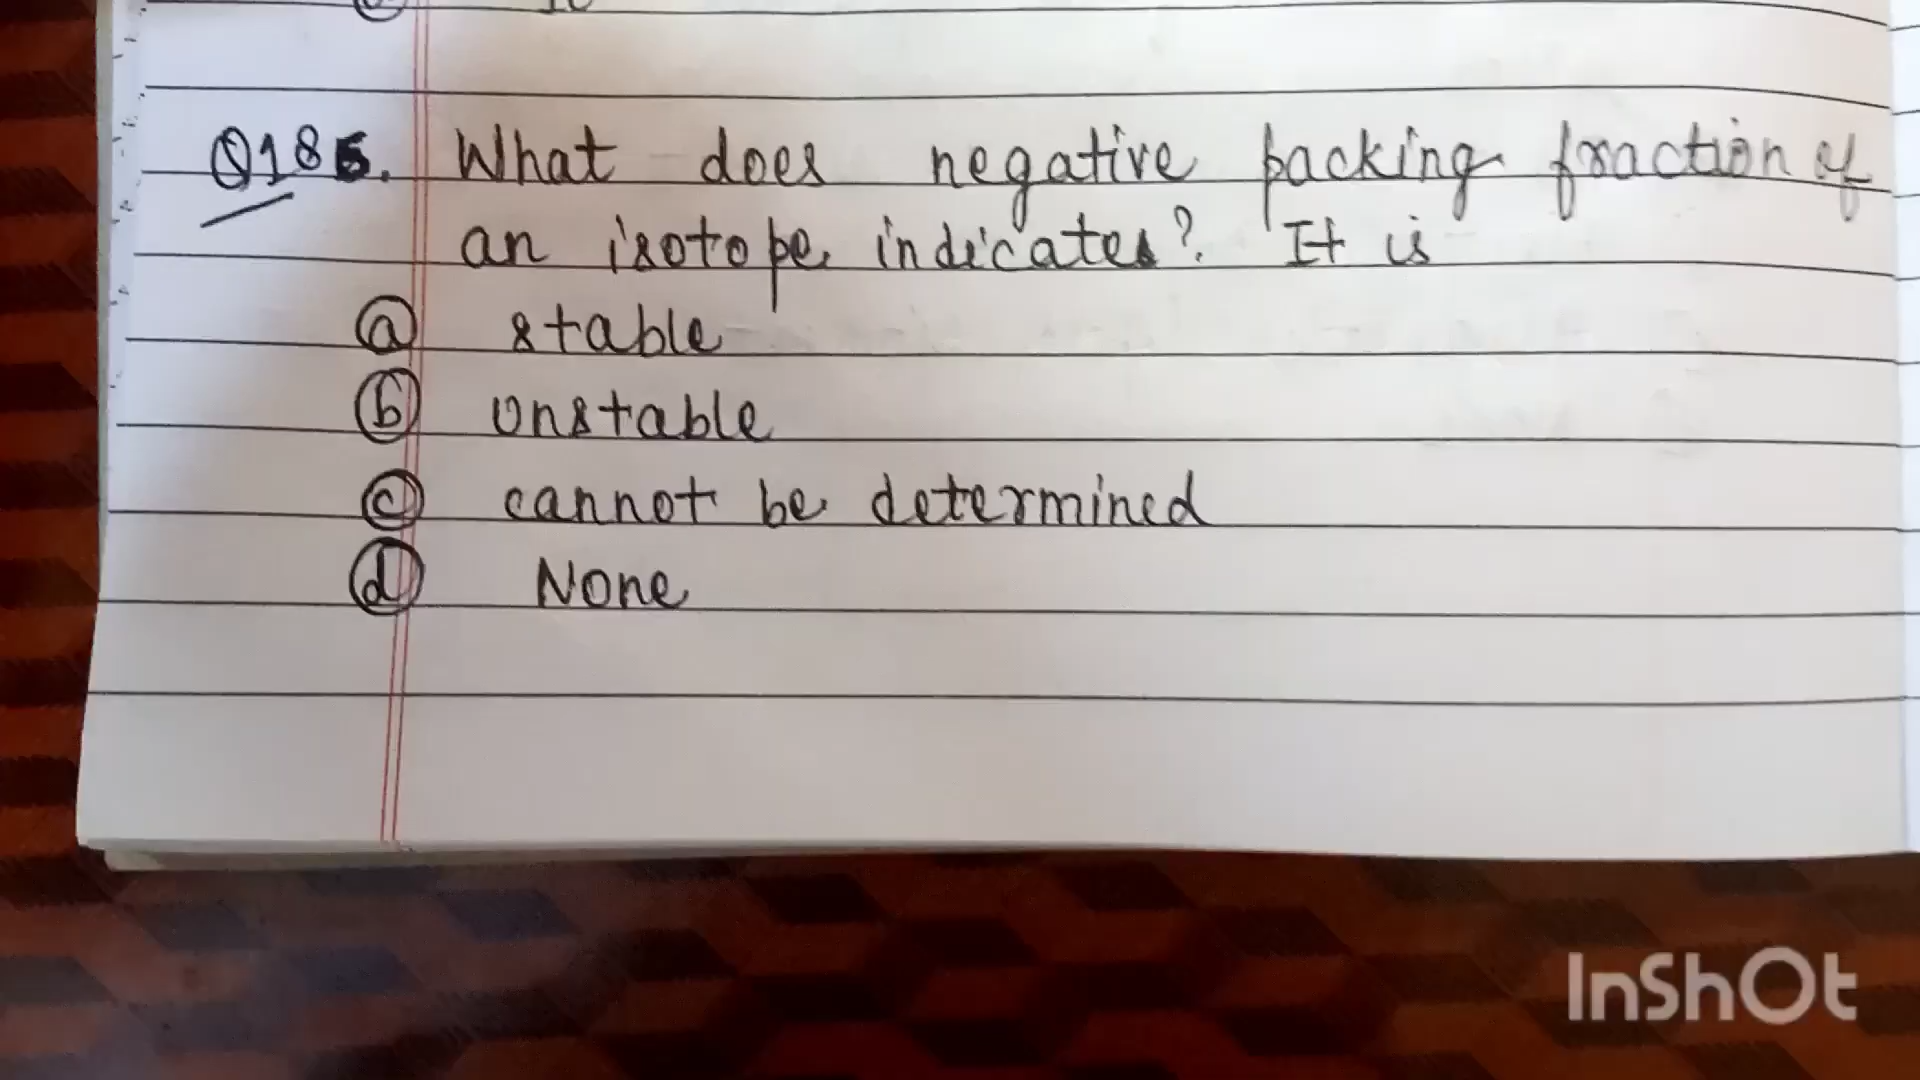 Q185. What does negative packing fraction of
an isotope indicates? It is
(a) stable
(b) unstable
(c) cannot be determined
(d) None
InShOt